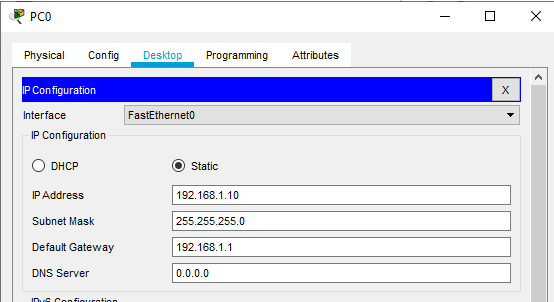 PC0
Physical Config Desktop Programming Attributes
IP Configuration X
Interface FastEthernet0
IP Configuration
DHCP Static
IP Address 192.168.1.10
Subnet Mask 255.255.255.0
Default Gateway 192.168.1.1
DNS Server 0.0.0.0
IPv6 Configuration